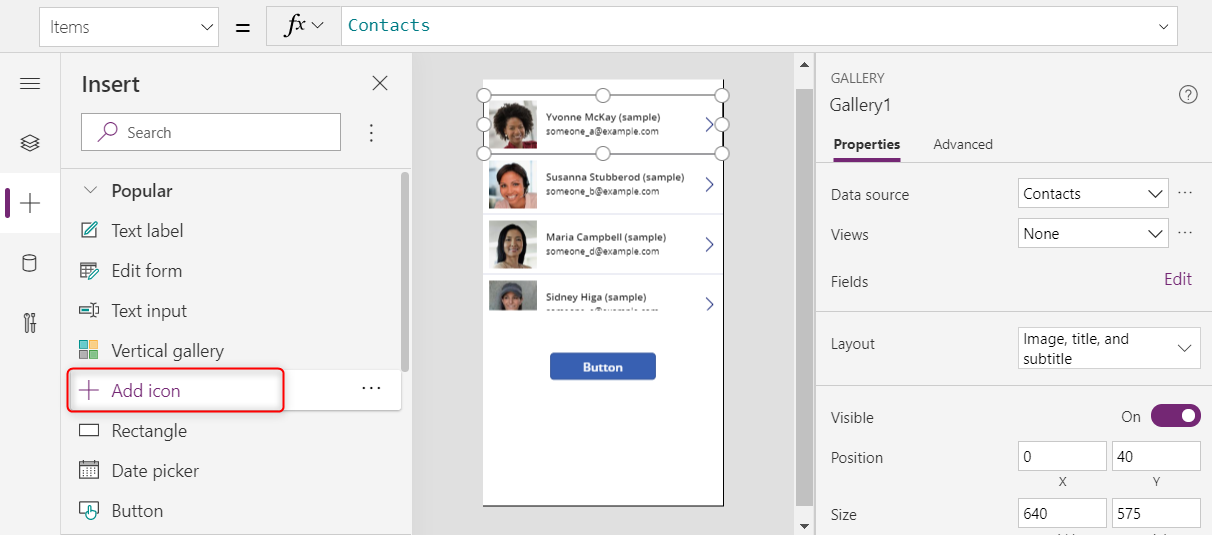 Items
=
fx
Contacts
Insert
Search
Popular
Text label
Edit form
Text input
Vertical gallery
Add icon
Rectangle
Date picker
Button
Yvonne McKay (sample)
someone_a@example.com
Susanna Stubberod (sample)
someone_b@example.com
Maria Campbell (sample)
someone_d@example.com
Sidney Higa (sample)
Button
GALLERY
Gallery1
Properties Advanced
Data source Contacts
Views None
Fields Edit
Layout Image, title, and
subtitle
Visible On
Position 0 40
X Y
Size 640 575